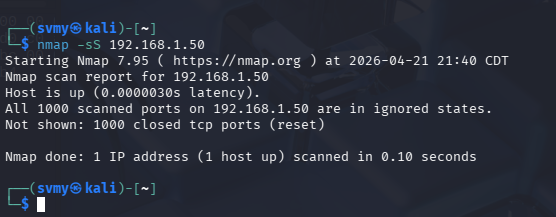 ┌──(svmy㉿kali)-[~]
└─$ nmap -sS 192.168.1.50
Starting Nmap 7.95 ( https://nmap.org ) at 2026-04-21 21:40 CDT
Nmap scan report for 192.168.1.50
Host is up (0.0000030s latency).
All 1000 scanned ports on 192.168.1.50 are in ignored states.
Not shown: 1000 closed tcp ports (reset)

Nmap done: 1 IP address (1 host up) scanned in 0.10 seconds

┌──(svmy㉿kali)-[~]
└─$